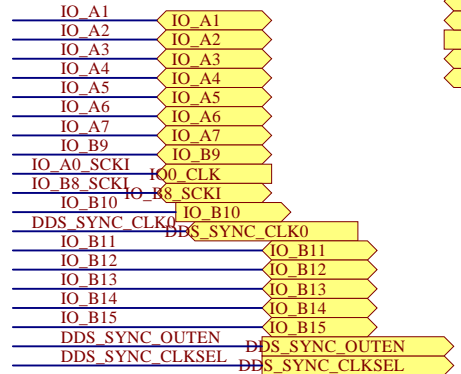 IO_A1 IO_A1
IO_A2 IO_A2
IO_A3 IO_A3
IO_A4 IO_A4
IO_A5 IO_A5
IO_A6 IO_A6
IO_A7 IO_A7
IO_B9 IO_B9
IO_A0_SCKI IO0_CLK
IO_B8_SCKI IO_B8_SCKI
IO_B10 IO_B10
DDS_SYNC_CLK0 DDS_SYNC_CLK0
IO_B11 IO_B11
IO_B12 IO_B12
IO_B13 IO_B13
IO_B14 IO_B14
IO_B15 IO_B15
DDS_SYNC_OUTEN DDS_SYNC_OUTEN
DDS_SYNC_CLKSEL DDS_SYNC_CLKSEL